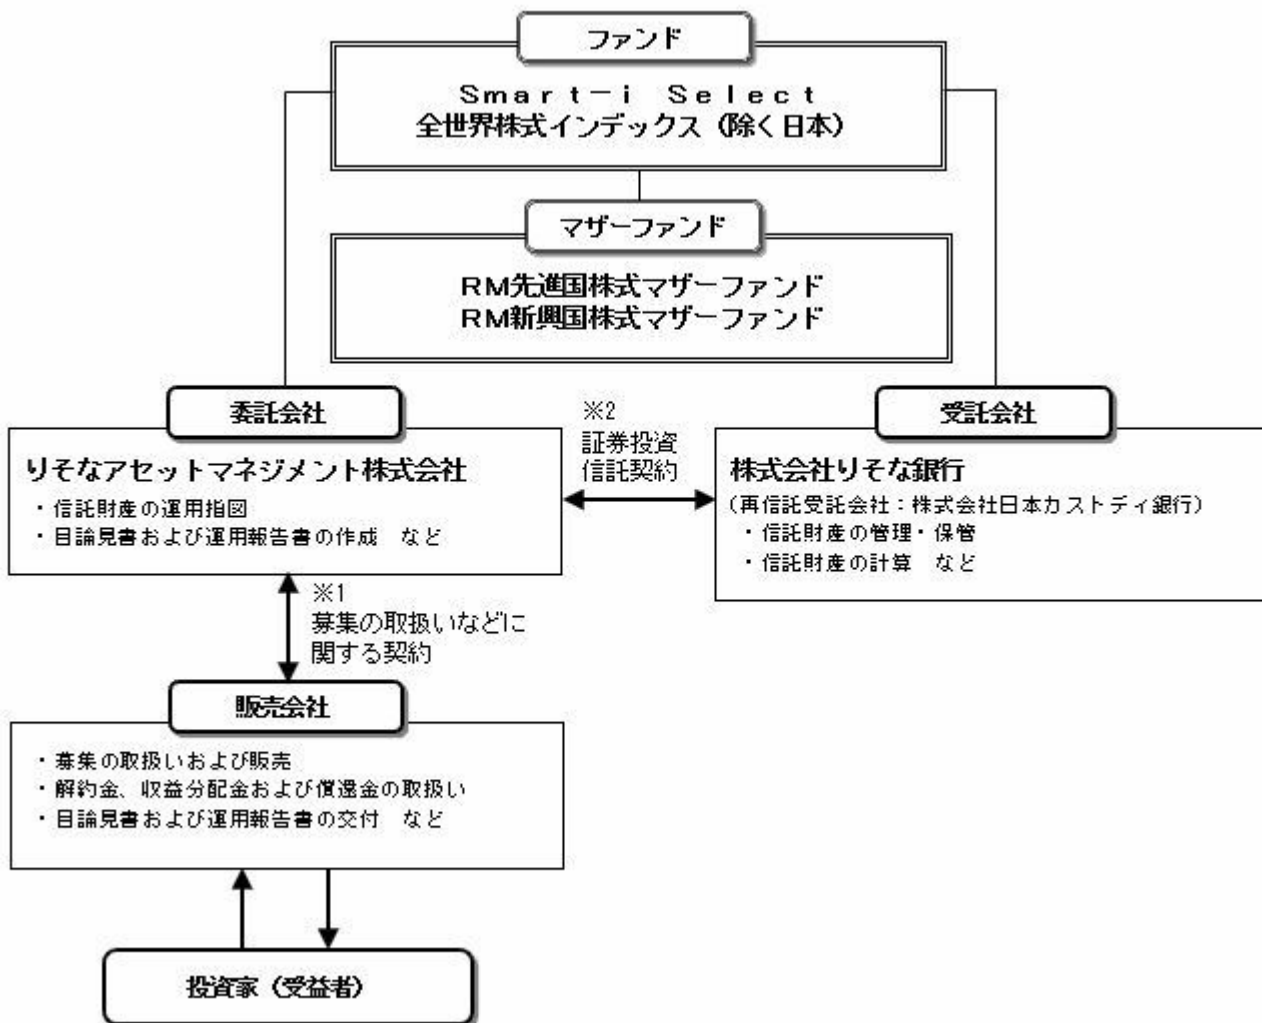 ファンド
Ｓｍａｒｔ－ｉ Ｓｅｌｅｃｔ
全世界株式インデックス（除く日本）
マザーファンド
ＲＭ先進国株式マザーファンド
ＲＭ新興国株式マザーファンド
委託会社
りそなアセットマネジメント株式会社
・信託財産の運用指図
・目論見書および運用報告書の作成　など
※2
証券投資
信託契約
受託会社
株式会社りそな銀行
（再信託受託会社：株式会社日本カストディ銀行）
・信託財産の管理・保管
・信託財産の計算　など
※1
募集の取扱いなどに
関する契約
販売会社
・募集の取扱いおよび販売
・解約金、収益分配金および償還金の取扱い
・目論見書および運用報告書の交付　など
投資家（受益者）